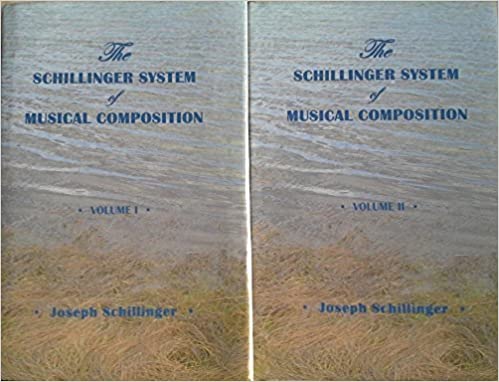 The
SCHILLINGER SYSTEM
of
MUSICAL COMPOSITION
• VOLUME I •
• Joseph Schillinger •
The
SCHILLINGER SYSTEM
of
MUSICAL COMPOSITION
• VOLUME II •
• Joseph Schillinger •